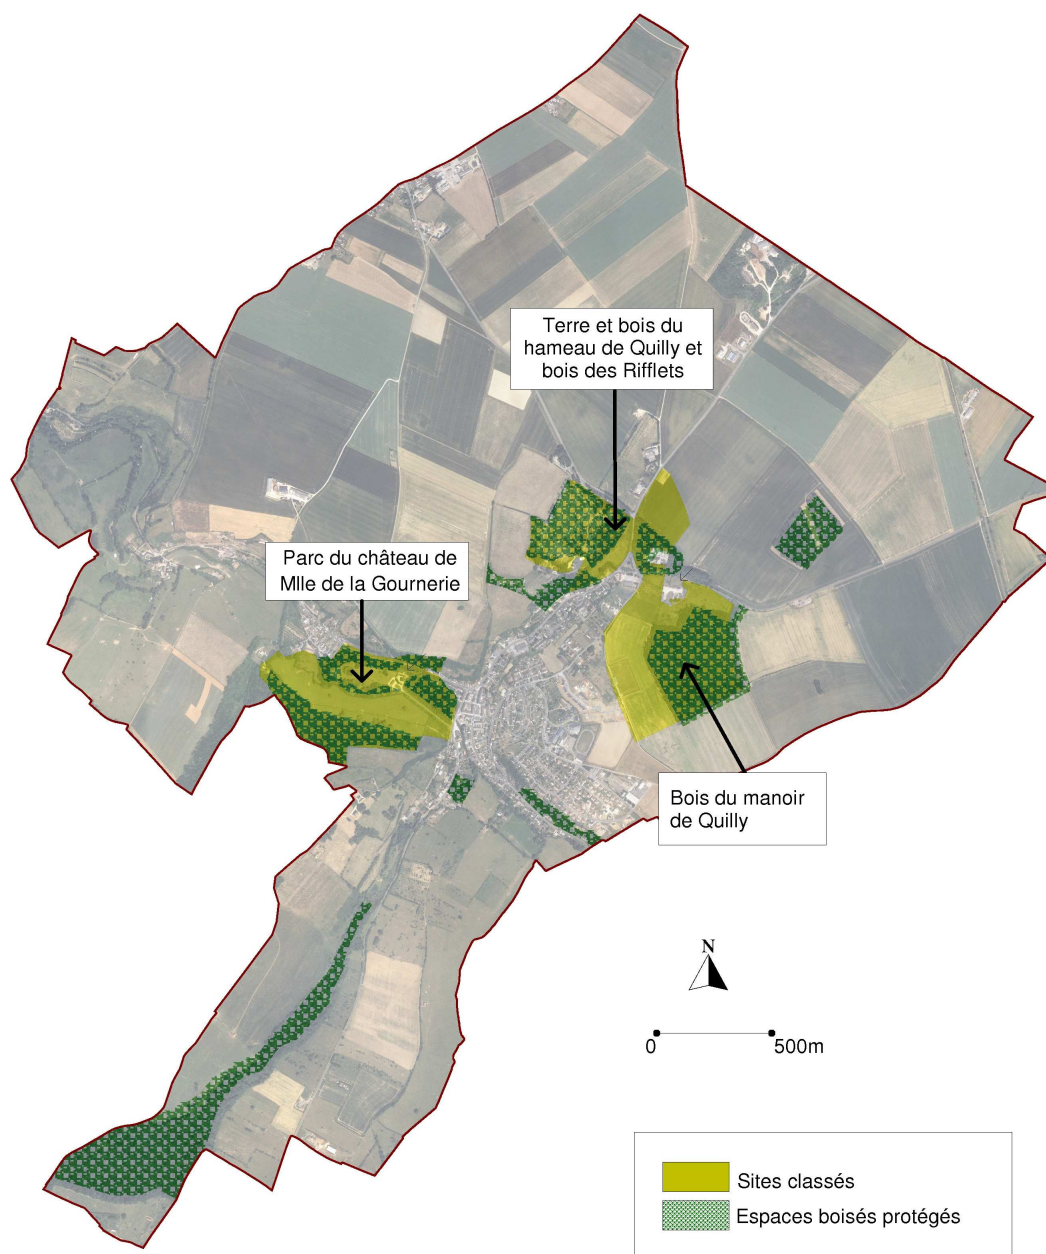 Terre et bois du
hameau de Quilly et
bois des Rifflets
Parc du château de
Mlle de la Gournerie
Bois du manoir
de Quilly
N
0 500m
Sites classés
Espaces boisés protégés